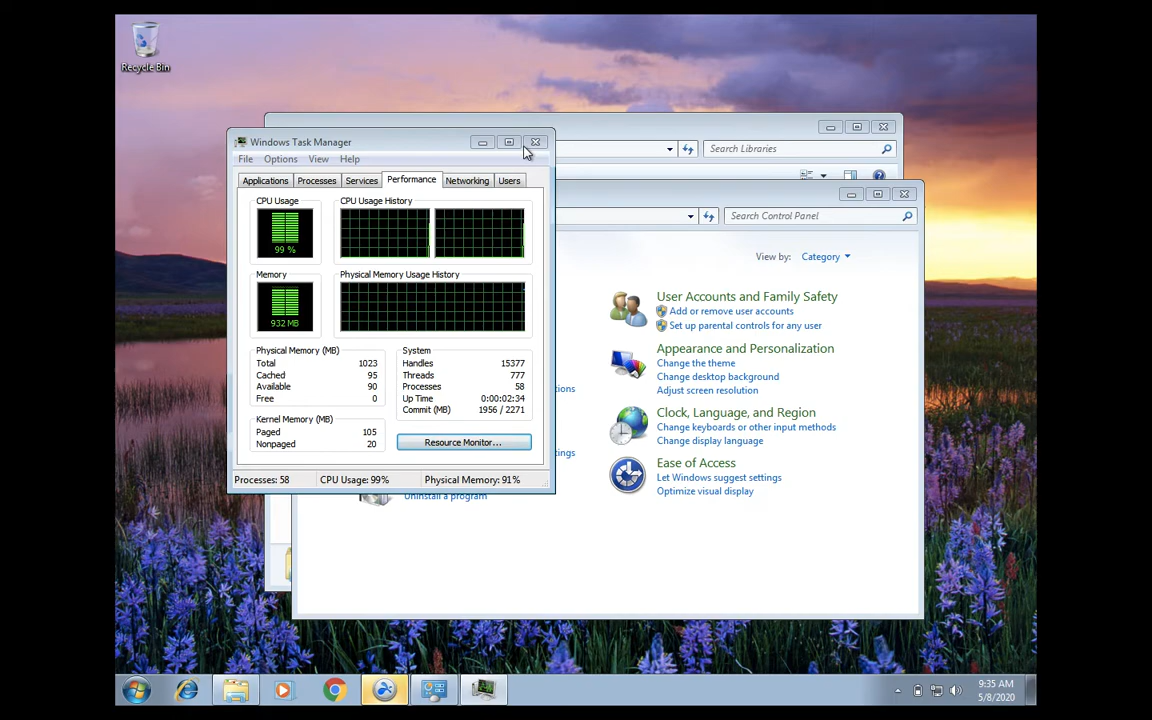 Recycle Bin
Search Libraries
Windows Task Manager
File Options View Help
Applications Processes Services Performance Networking Users
CPU Usage
CPU Usage History
99 %
Memory
Physical Memory Usage History
932 MB
Physical Memory (MB)
Total 1023
Cached 95
Available 90
Free 0
Kernel Memory (MB)
Paged 105
Nonpaged 20
System
Handles 15377
Threads 777
Processes 58
Up Time 0:00:02:34
Commit (MB) 1956 / 2271
Resource Monitor...
Processes: 58 CPU Usage: 99% Physical Memory: 91%
Search Control Panel
View by: Category
User Accounts and Family Safety
Add or remove user accounts
Set up parental controls for any user
Appearance and Personalization
Change the theme
Change desktop background
Adjust screen resolution
Clock, Language, and Region
Change keyboards or other input methods
Change display language
Ease of Access
Let Windows suggest settings
Optimize visual display
Uninstall a program
9:35 AM
5/8/2020